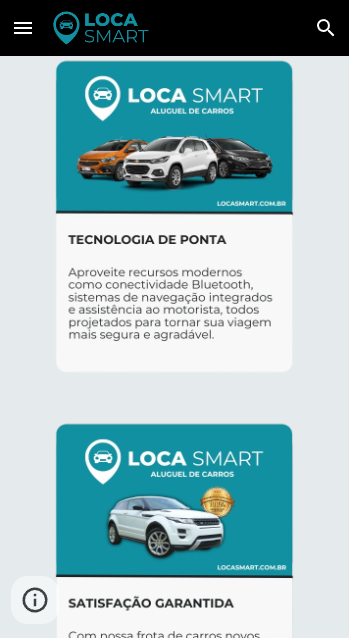 LOCA
SMART
LOCA SMART
ALUGUEL DE CARROS
LOCASMART.COM.BR
TECNOLOGIA DE PONTA
Aproveite recursos modernos
como conectividade Bluetooth,
sistemas de navegação integrados
e assistência ao motorista, todos
projetados para tornar sua viagem
mais segura e agradável.
LOCA SMART
ALUGUEL DE CARROS
LOCASMART.COM.BR
SATISFAÇÃO GARANTIDA
Com nossa frota de carros novos